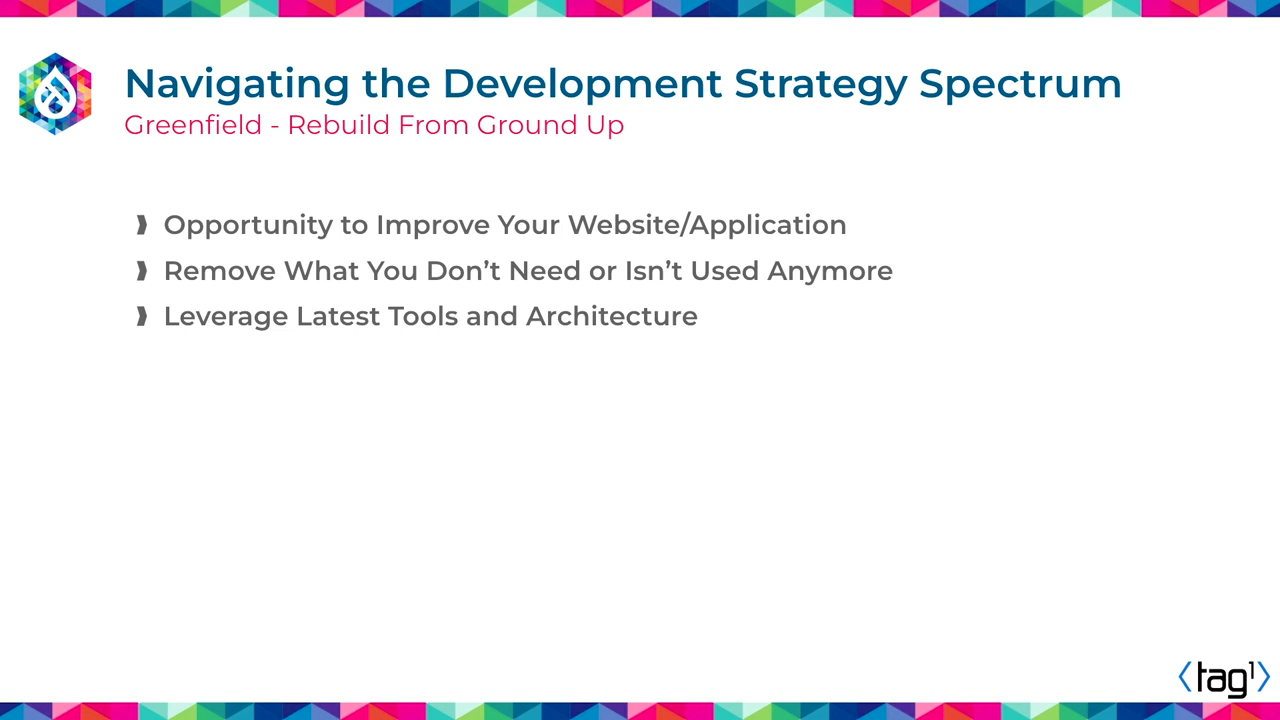 Navigating the Development Strategy Spectrum
Greenfield - Rebuild From Ground Up
Opportunity to Improve Your Website/Application
Remove What You Don’t Need or Isn’t Used Anymore
Leverage Latest Tools and Architecture
⟨tag1⟩